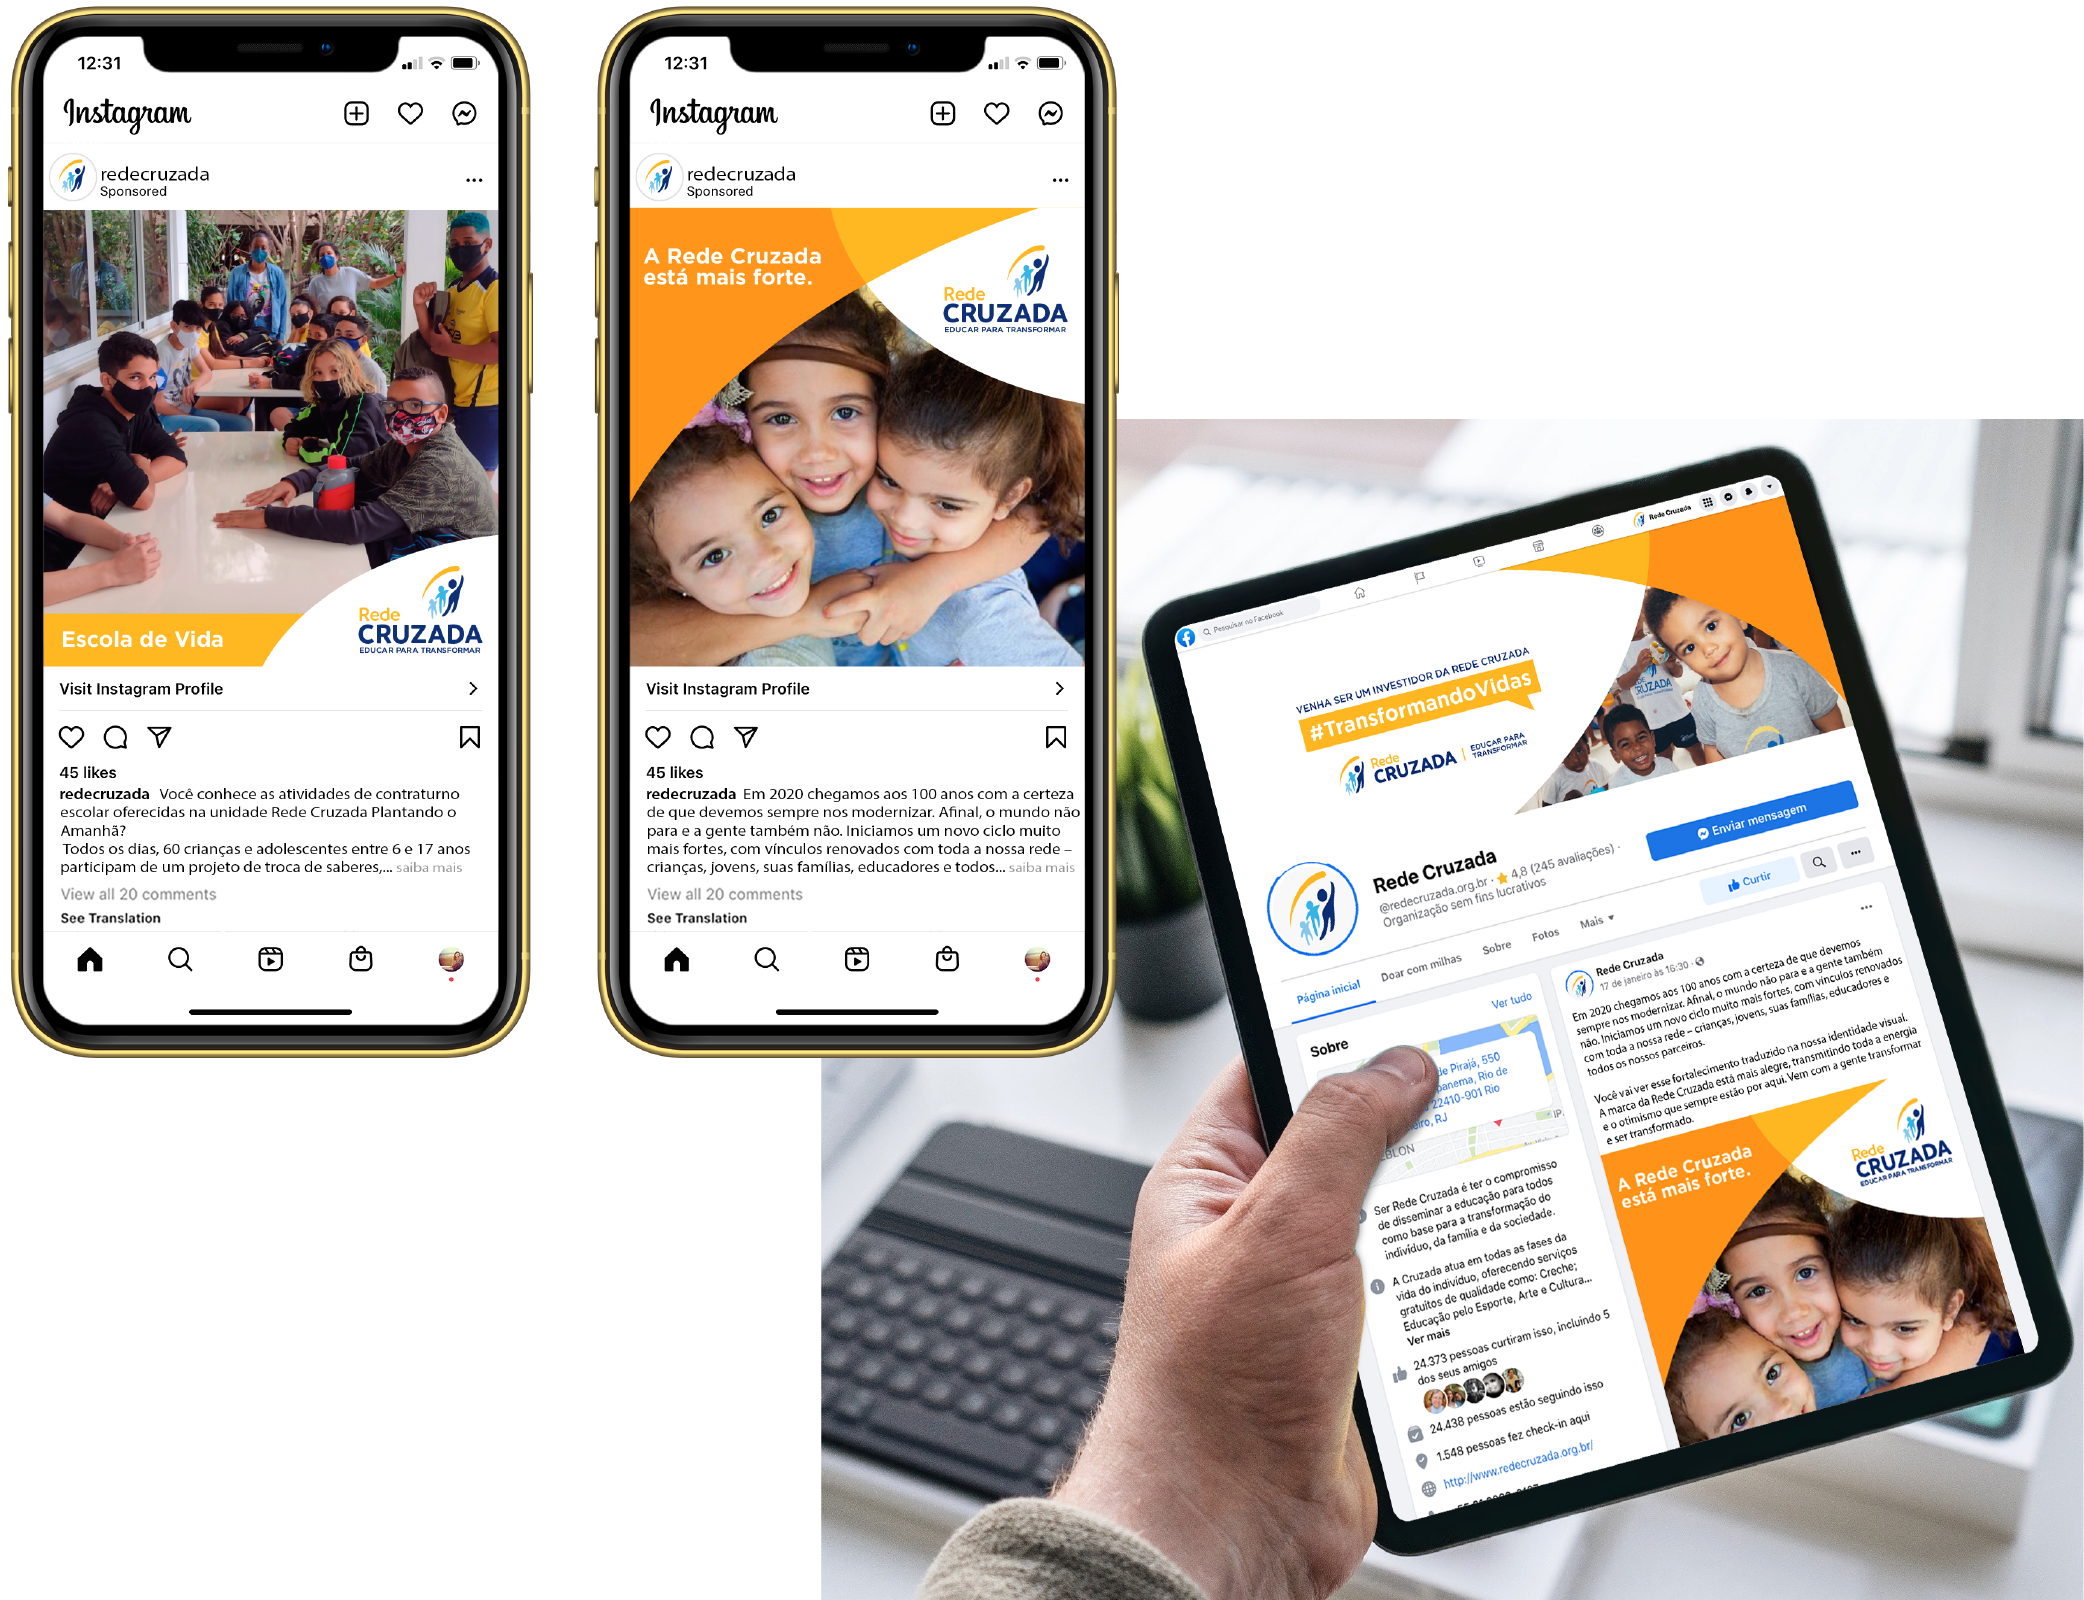 12:31
Instagram
redecruzada
Sponsored
Escola de Vida
Rede
CRUZADA
EDUCAR PARA TRANSFORMAR
Visit Instagram Profile
45 likes
redecruzada Você conhece as atividades de contraturno
escolar oferecidas na unidade Rede Cruzada Plantando o
Amanhã?
Todos os dias, 60 crianças e adolescentes entre 6 e 17 anos
participam de um projeto de troca de saberes,... saiba mais
View all 20 comments
See Translation
12:31
Instagram
redecruzada
Sponsored
A Rede Cruzada
está mais forte.
Rede
CRUZADA
EDUCAR PARA TRANSFORMAR
Visit Instagram Profile
45 likes
redecruzada Em 2020 chegamos aos 100 anos com a certeza
de que devemos sempre nos modernizar. Afinal, o mundo não
para e a gente também não. Iniciamos um novo ciclo muito
mais fortes, com vínculos renovados com toda a nossa rede –
crianças, jovens, suas famílias, educadores e todos... saiba mais
View all 20 comments
See Translation
Pesquisar no Facebook
Rede Cruzada
VENHA SER UM INVESTIDOR DA REDE CRUZADA
#TransformandoVidas
Rede
CRUZADA
EDUCAR PARA
TRANSFORMAR
CRUZADA
Rede Cruzada
@redecruzada.org.br · 4,8 (245 avaliações) ·
Organização sem fins lucrativos
Enviar mensagem
Curtir
Página inicial
Doar com milhas
Sobre
Fotos
Mais
Sobre
Ver tudo
de Pirajá, 550
panema, Rio de
22410-901 Rio
eiro, RJ
EBLON
Ser Rede Cruzada é ter o compromisso
de disseminar a educação para todos
como base para a transformação do
indivíduo, da família e da sociedade.
A Cruzada atua em todas as fases da
vida do indivíduo, oferecendo serviços
gratuitos de qualidade como: Creche;
Educação pelo Esporte, Arte e Cultura...
Ver mais
24.373 pessoas curtiram isso, incluindo 5
dos seus amigos
24.438 pessoas estão seguindo isso
1.548 pessoas fez check-in aqui
http://www.redecruzada.org.br/
Rede Cruzada
17 de janeiro às 16:30 ·
Em 2020 chegamos aos 100 anos com a certeza de que devemos
sempre nos modernizar. Afinal, o mundo não para e a gente também
não. Iniciamos um novo ciclo muito mais fortes, com vínculos renovados
com toda a nossa rede – crianças, jovens, suas famílias, educadores e
todos os nossos parceiros.
Você vai ver esse fortalecimento traduzido na nossa identidade visual.
A marca da Rede Cruzada está mais alegre, transmitindo toda a energia
e o otimismo que sempre estão por aqui. Vem com a gente transformar
e ser transformado.
A Rede Cruzada
está mais forte.
Rede
CRUZADA
EDUCAR PARA TRANSFORMAR